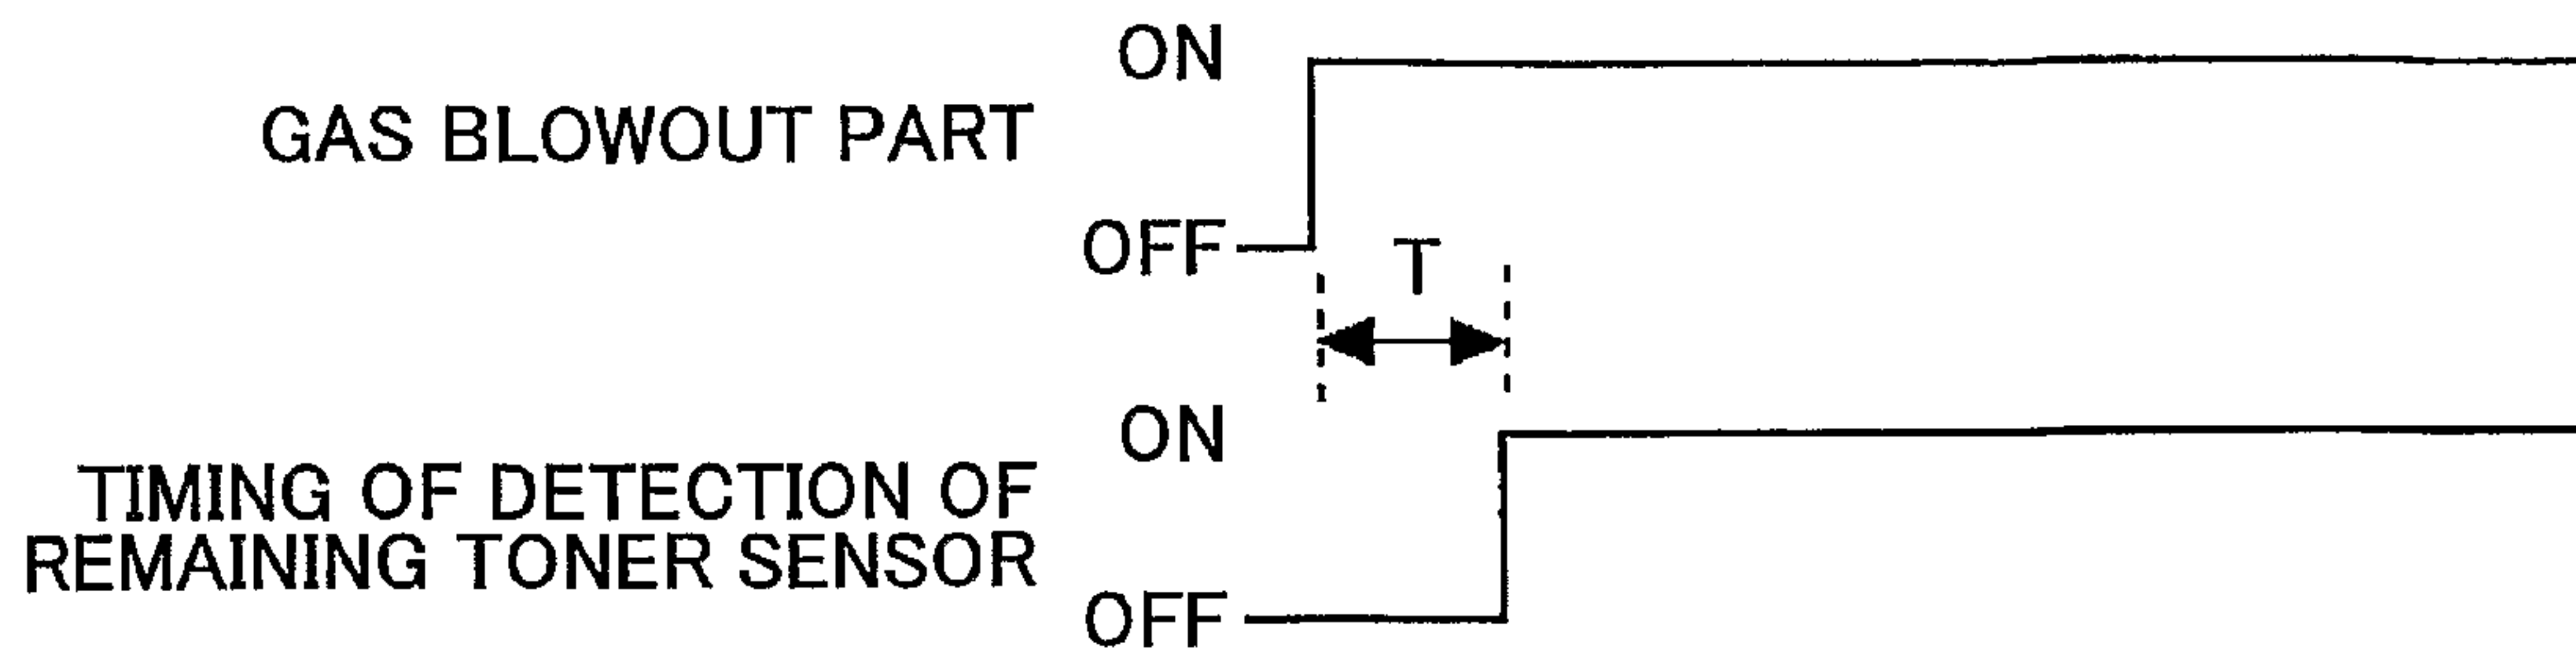 ON
GAS BLOWOUT PART
OFF
T
ON
TIMING OF DETECTION OF
REMAINING TONER SENSOR
OFF